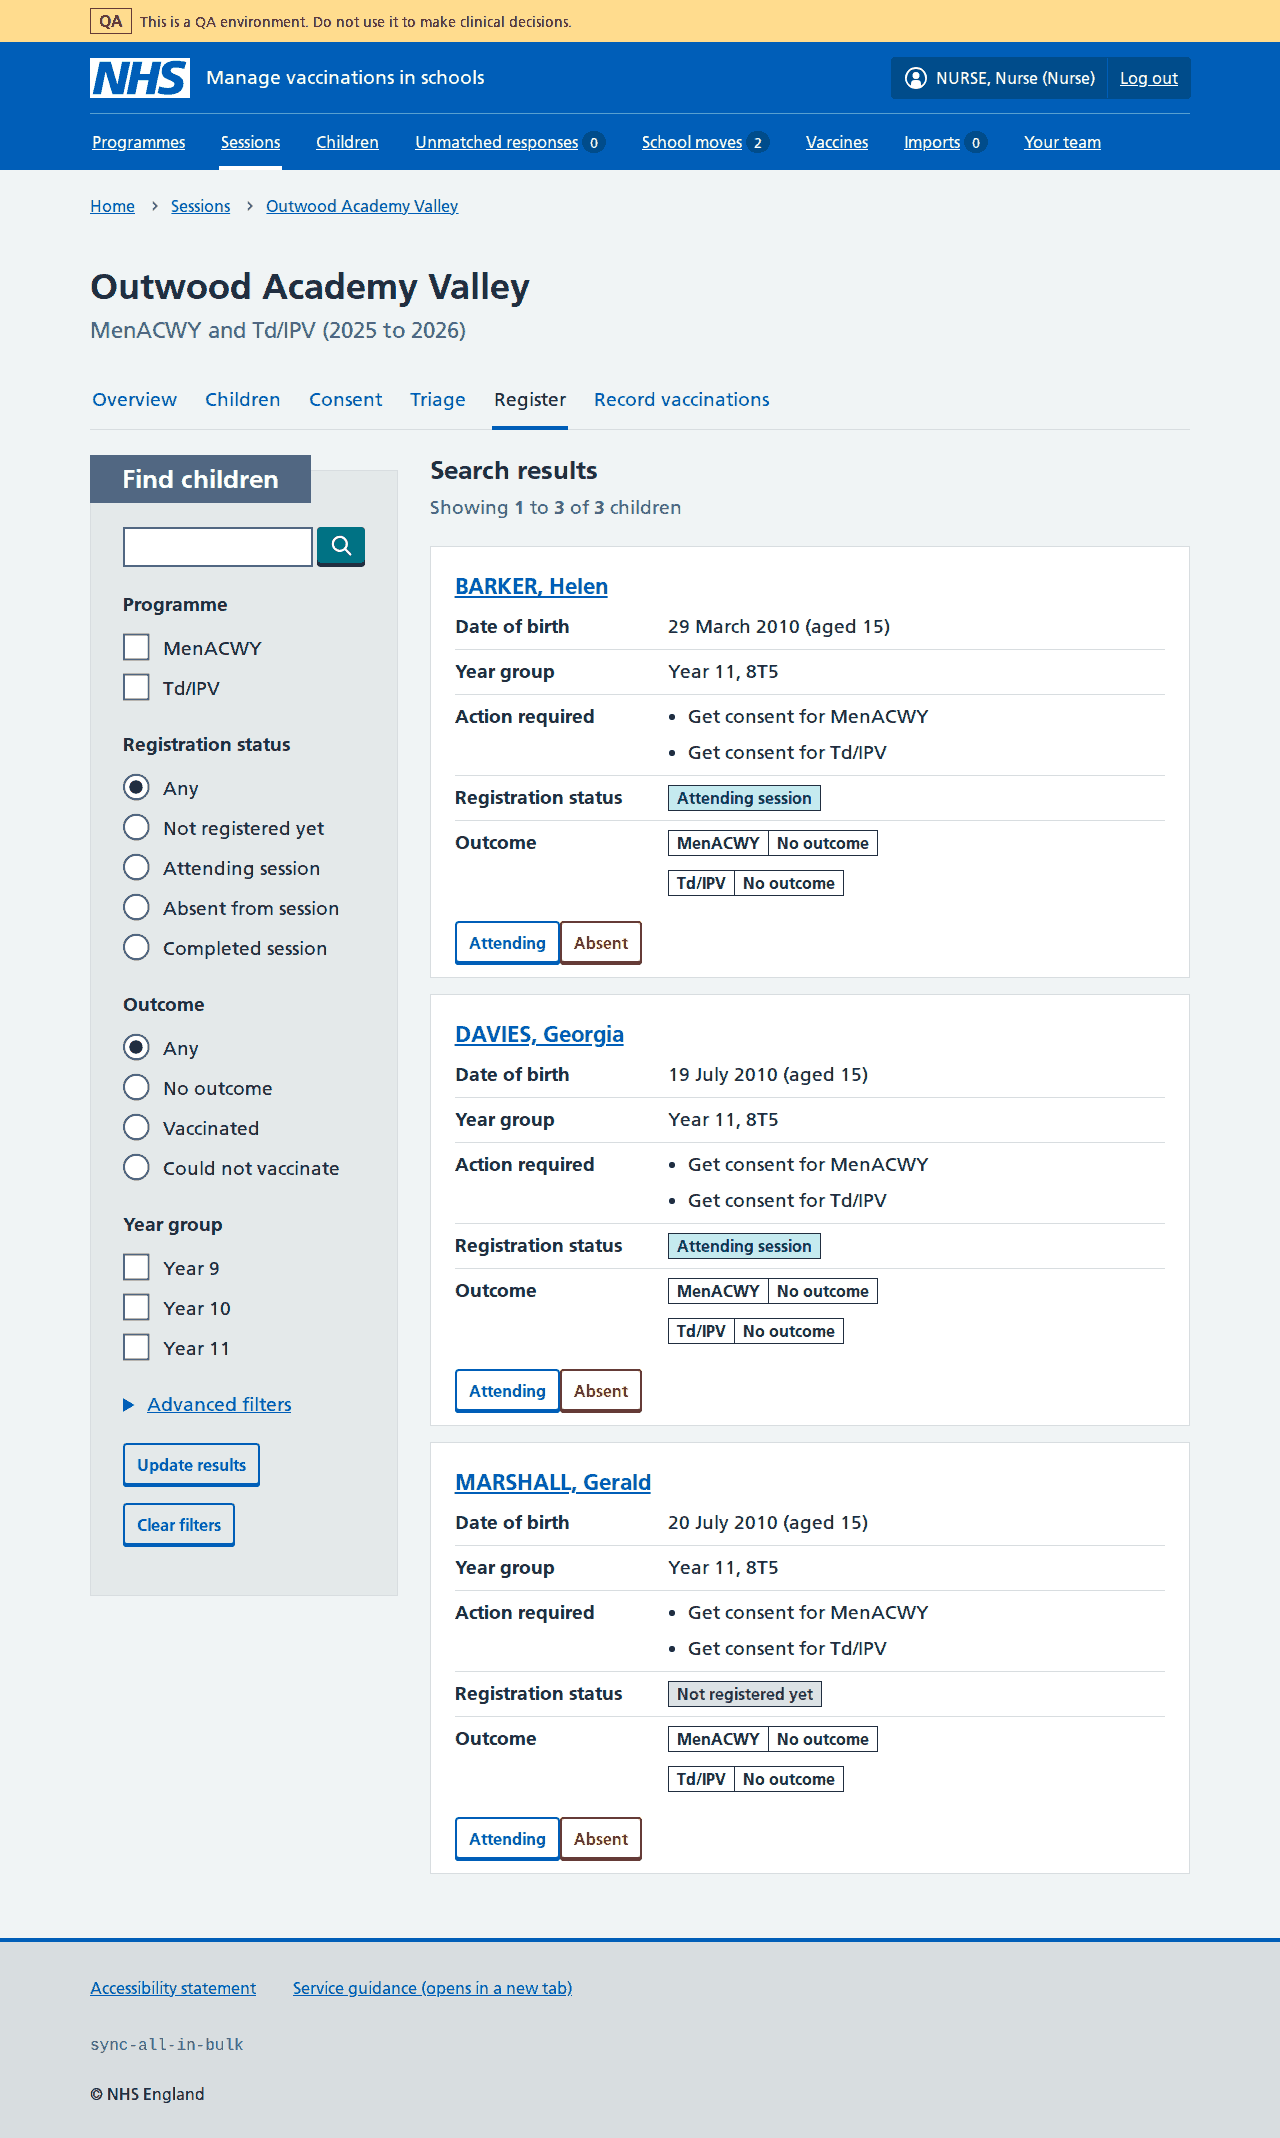 QA This is a QA environment. Do not use it to make clinical decisions.
NHS Manage vaccinations in schools
NURSE, Nurse (Nurse) Log out
Programmes Sessions Children Unmatched responses 0 School moves 2 Vaccines Imports 0 Your team
Home Sessions Outwood Academy Valley
Outwood Academy Valley
MenACWY and Td/IPV (2025 to 2026)
Overview Children Consent Triage Register Record vaccinations
Find children
Programme
MenACWY
Td/IPV
Registration status
Any
Not registered yet
Attending session
Absent from session
Completed session
Outcome
Any
No outcome
Vaccinated
Could not vaccinate
Year group
Year 9
Year 10
Year 11
Advanced filters
Update results
Clear filters
Search results
Showing 1 to 3 of 3 children
BARKER, Helen
Date of birth 29 March 2010 (aged 15)
Year group Year 11, 8T5
Action required • Get consent for MenACWY
• Get consent for Td/IPV
Registration status Attending session
Outcome MenACWY No outcome
Td/IPV No outcome
Attending Absent
DAVIES, Georgia
Date of birth 19 July 2010 (aged 15)
Year group Year 11, 8T5
Action required • Get consent for MenACWY
• Get consent for Td/IPV
Registration status Attending session
Outcome MenACWY No outcome
Td/IPV No outcome
Attending Absent
MARSHALL, Gerald
Date of birth 20 July 2010 (aged 15)
Year group Year 11, 8T5
Action required • Get consent for MenACWY
• Get consent for Td/IPV
Registration status Not registered yet
Outcome MenACWY No outcome
Td/IPV No outcome
Attending Absent
Accessibility statement Service guidance (opens in a new tab)
sync-all-in-bulk
© NHS England